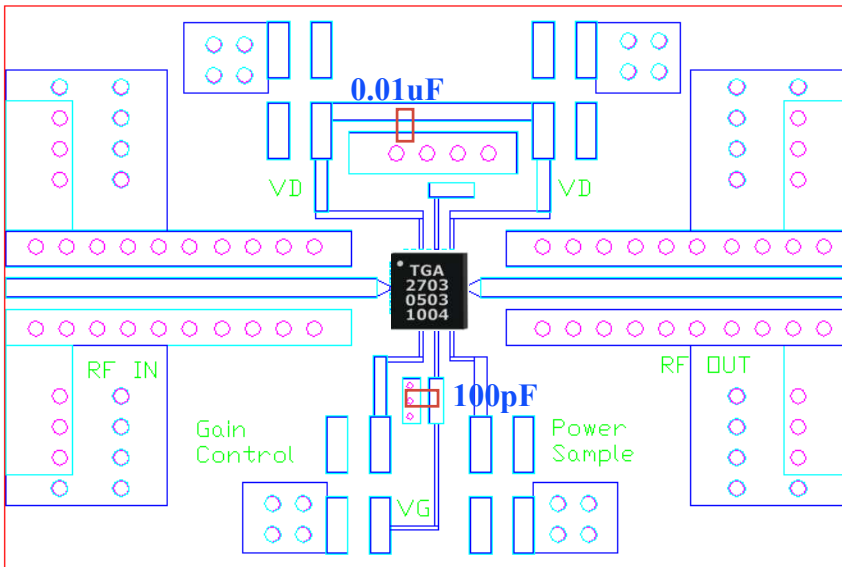 0.01uF
VD
VD
TGA
2703
0503
1004
RF IN
RF OUT
100pF
Gain
Control
Power
Sample
VG